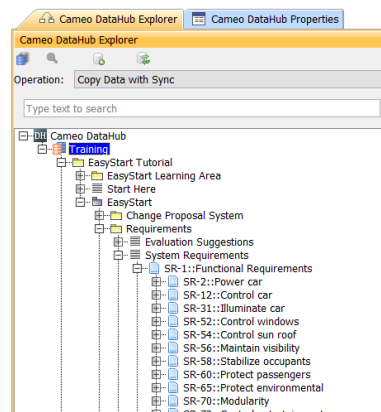 Cameo DataHub Explorer
Cameo DataHub Properties
Cameo DataHub Explorer
Operation: Copy Data with Sync
Type text to search
DH Cameo DataHub
Training
EasyStart Tutorial
EasyStart Learning Area
Start Here
EasyStart
Change Proposal System
Requirements
Evaluation Suggestions
System Requirements
SR-1::Functional Requirements
SR-2::Power car
SR-12::Control car
SR-31::Illuminate car
SR-52::Control windows
SR-54::Control sun roof
SR-56::Maintain visibility
SR-58::Stabilize occupants
SR-60::Protect passengers
SR-65::Protect environmental
SR-70::Modularity